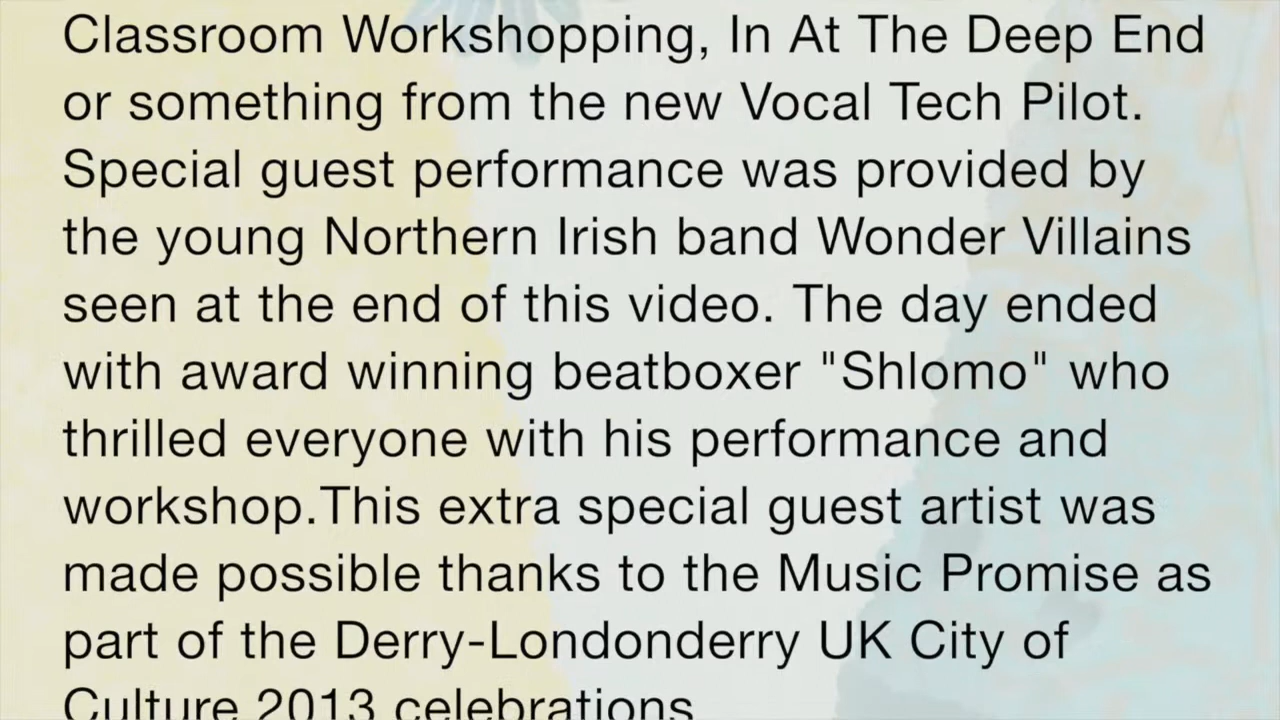 Classroom Workshopping, In At The Deep End
or something from the new Vocal Tech Pilot.
Special guest performance was provided by
the young Northern Irish band Wonder Villains
seen at the end of this video. The day ended
with award winning beatboxer "Shlomo" who
thrilled everyone with his performance and
workshop.This extra special guest artist was
made possible thanks to the Music Promise as
part of the Derry-Londonderry UK City of
Culture 2013 celebrations